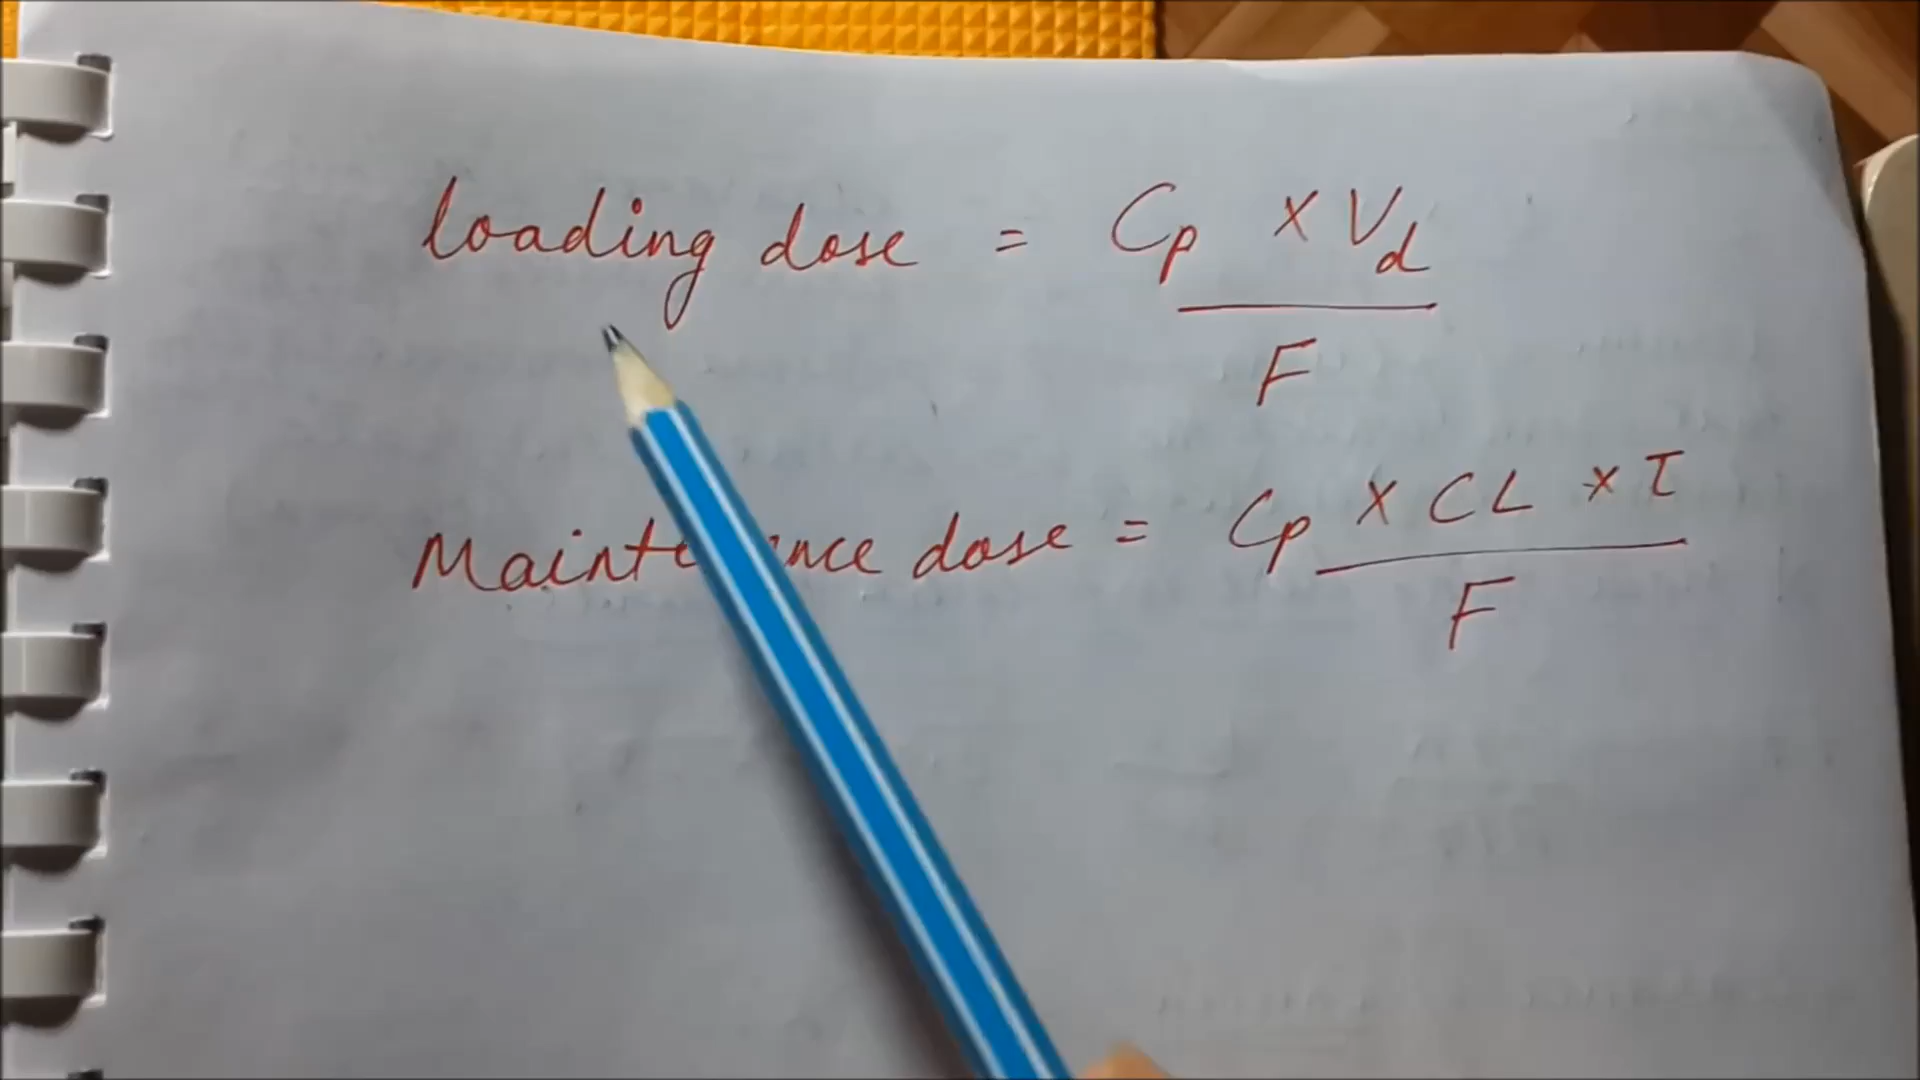 loading dose = Cp x Vd
F
dose = Cp x CL x τ
F